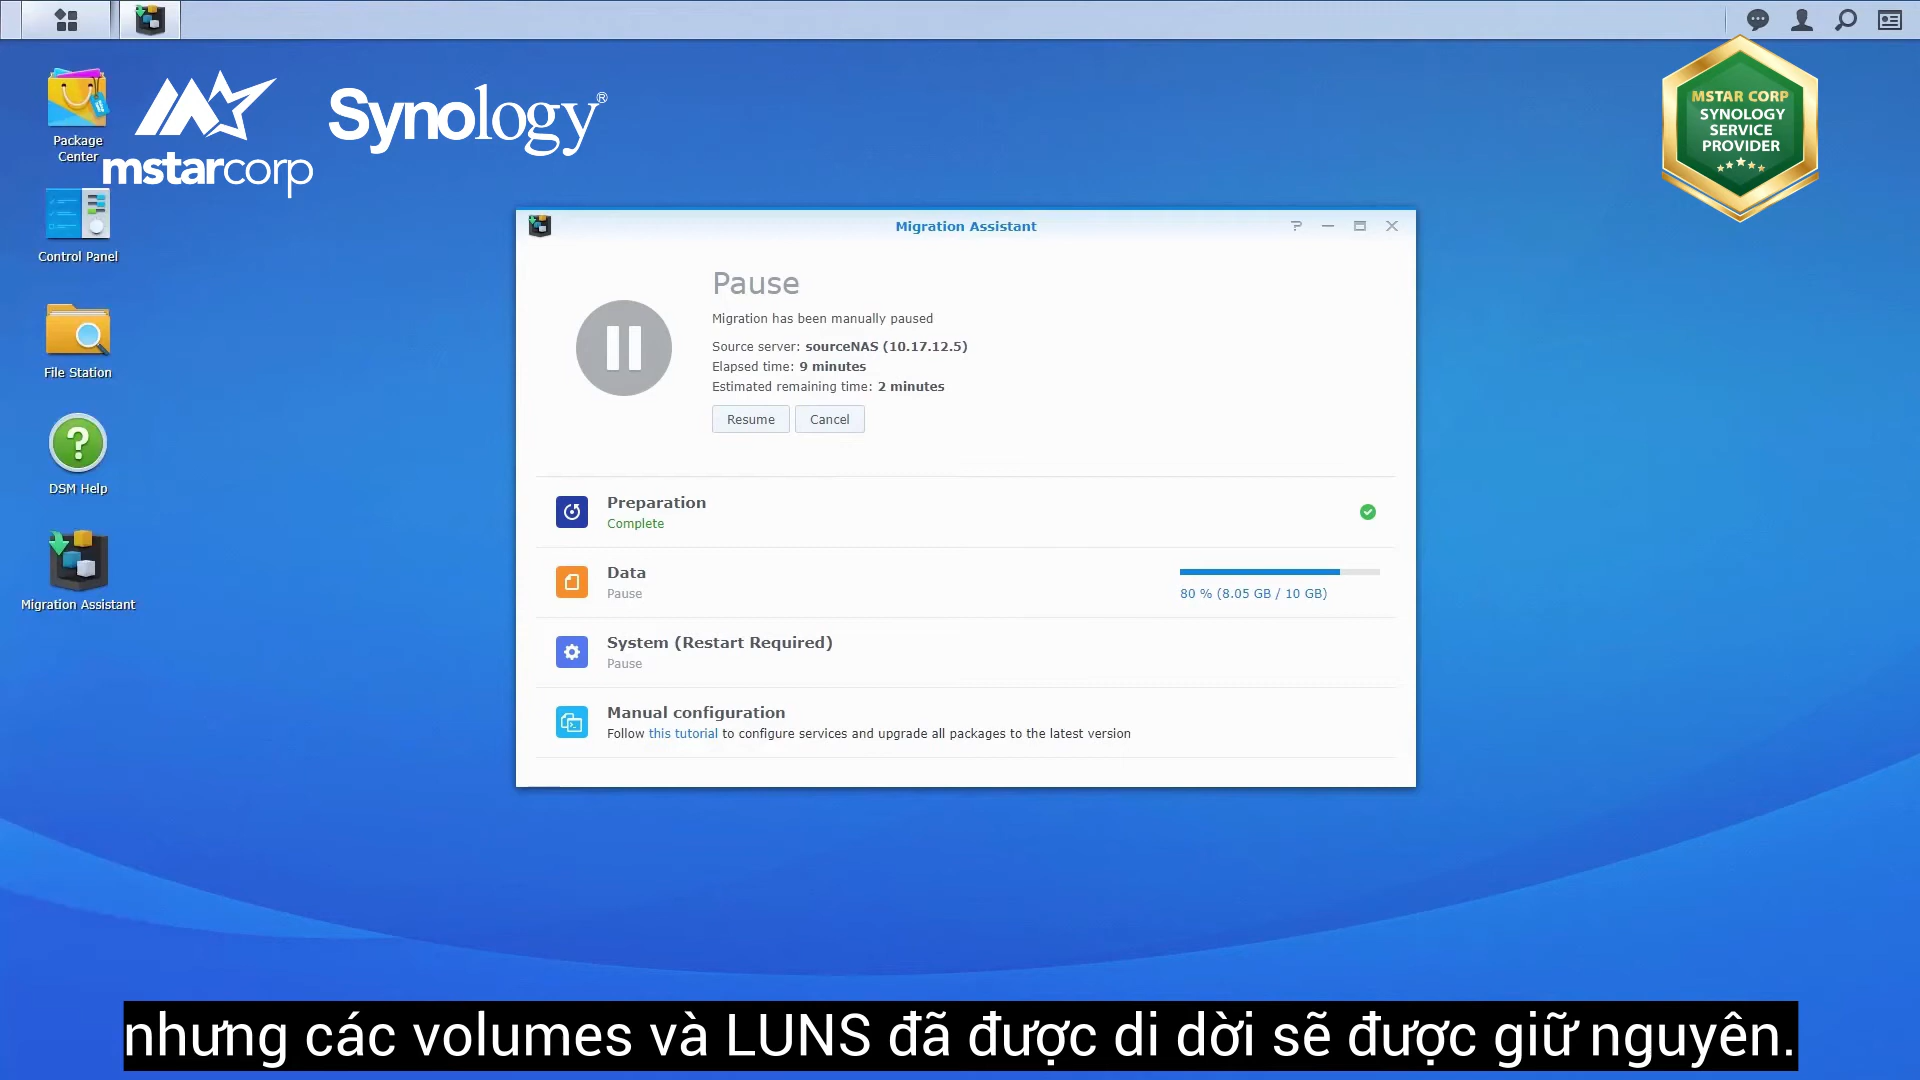 mstarcorp
Synology®
MSTAR CORP
SYNOLOGY
SERVICE
PROVIDER
Package
Center
Control Panel
File Station
DSM Help
Migration Assistant
Migration Assistant
Pause
Migration has been manually paused
Source server: sourceNAS (10.17.12.5)
Elapsed time: 9 minutes
Estimated remaining time: 2 minutes
Resume Cancel
Preparation
Complete
Data
Pause
80 % (8.05 GB / 10 GB)
System (Restart Required)
Pause
Manual configuration
Follow this tutorial to configure services and upgrade all packages to the latest version
nhưng các volumes và LUNS đã được di dời sẽ được giữ nguyên.